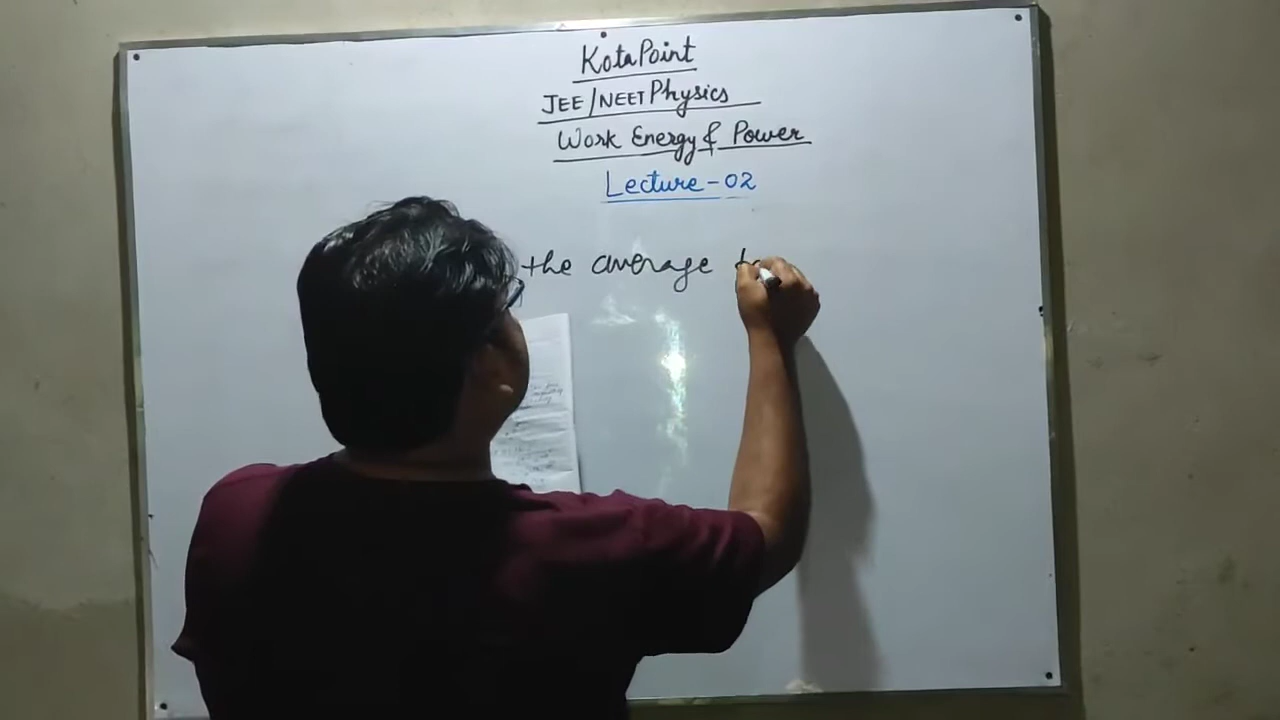 KotaPoint
JEE/NEET Physics
Work Energy & Power
Lecture-02
the average